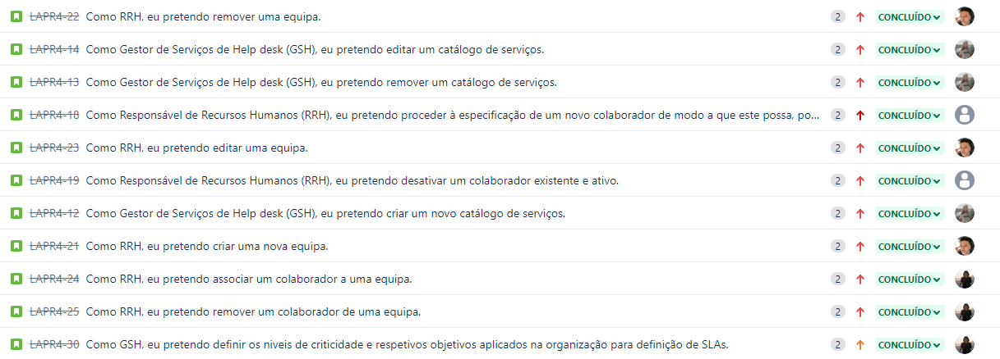 LAPR4-22 Como RRH, eu pretendo remover uma equipa. 2 CONCLUÍDO
LAPR4-14 Como Gestor de Serviços de Help desk (GSH), eu pretendo editar um catálogo de serviços. 2 CONCLUÍDO
LAPR4-13 Como Gestor de Serviços de Help desk (GSH), eu pretendo remover um catálogo de serviços. 2 CONCLUÍDO
LAPR4-18 Como Responsável de Recursos Humanos (RRH), eu pretendo proceder à especificação de um novo colaborador de modo a que este possa, po... 2 CONCLUÍDO
LAPR4-23 Como RRH, eu pretendo editar uma equipa. 2 CONCLUÍDO
LAPR4-19 Como Responsável de Recursos Humanos (RRH), eu pretendo desativar um colaborador existente e ativo. 2 CONCLUÍDO
LAPR4-12 Como Gestor de Serviços de Help desk (GSH), eu pretendo criar um novo catálogo de serviços. 2 CONCLUÍDO
LAPR4-21 Como RRH, eu pretendo criar uma nova equipa. 2 CONCLUÍDO
LAPR4-24 Como RRH, eu pretendo associar um colaborador a uma equipa. 2 CONCLUÍDO
LAPR4-25 Como RRH, eu pretendo remover um colaborador de uma equipa. 2 CONCLUÍDO
LAPR4-30 Como GSH, eu pretendo definir os niveis de criticidade e respetivos objetivos aplicados na organização para definição de SLAs. 2 CONCLUÍDO